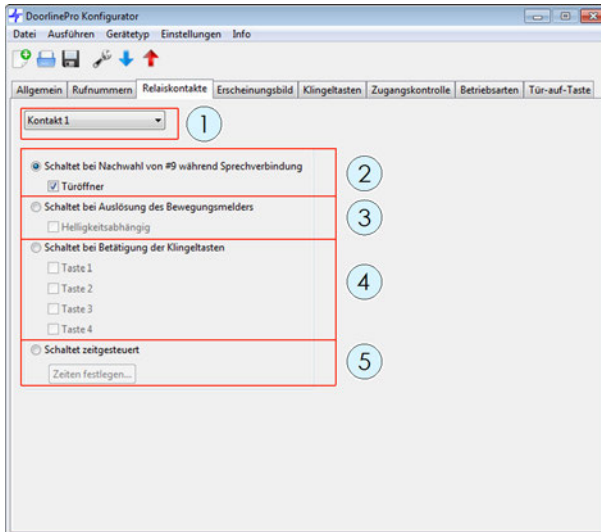 DoorlinePro Konfigurator
Datei Ausführen Gerätetyp Einstellungen Info
Allgemein Rufnummern Relaiskontakte Erscheinungsbild Klingeltasten Zugangskontrolle Betriebsarten Tür-auf-Taste
Kontakt 1
1
Schaltet bei Nachwahl von #9 während Sprechverbindung
Türöffner
2
Schaltet bei Auslösung des Bewegungsmelders
Helligkeitsabhängig
3
Schaltet bei Betätigung der Klingeltasten
Taste 1
Taste 2
Taste 3
Taste 4
4
Schaltet zeitgesteuert
Zeiten festlegen...
5